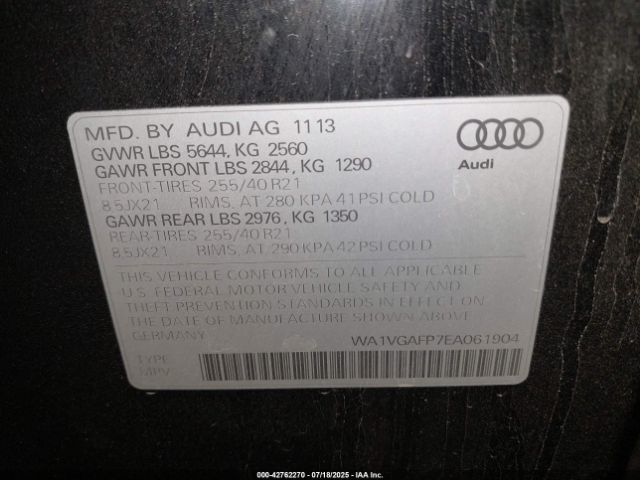 MFD. BY AUDI AG 11 13
GVWR LBS 5644, KG 2560
GAWR FRONT LBS 2844, KG 1290
FRONT-TIRES 255/40 R21
8.5JX21 RIMS, AT 280 KPA 41 PSI COLD
GAWR REAR LBS 2976, KG 1350
REAR-TIRES 255/40 R21
8.5JX21 RIMS, AT 290 KPA 42 PSI COLD
THIS VEHICLE CONFORMS TO ALL APPLICABLE
U.S. FEDERAL MOTOR VEHICLE SAFETY AND
THEFT PREVENTION STANDARDS IN EFFECT ON
THE DATE OF MANUFACTURE SHOWN ABOVE.
GERMANY
Audi
WA1VGAFP7EA061904
TYPE
MPV
000-42762270 - 07/18/2025 - IAA Inc.